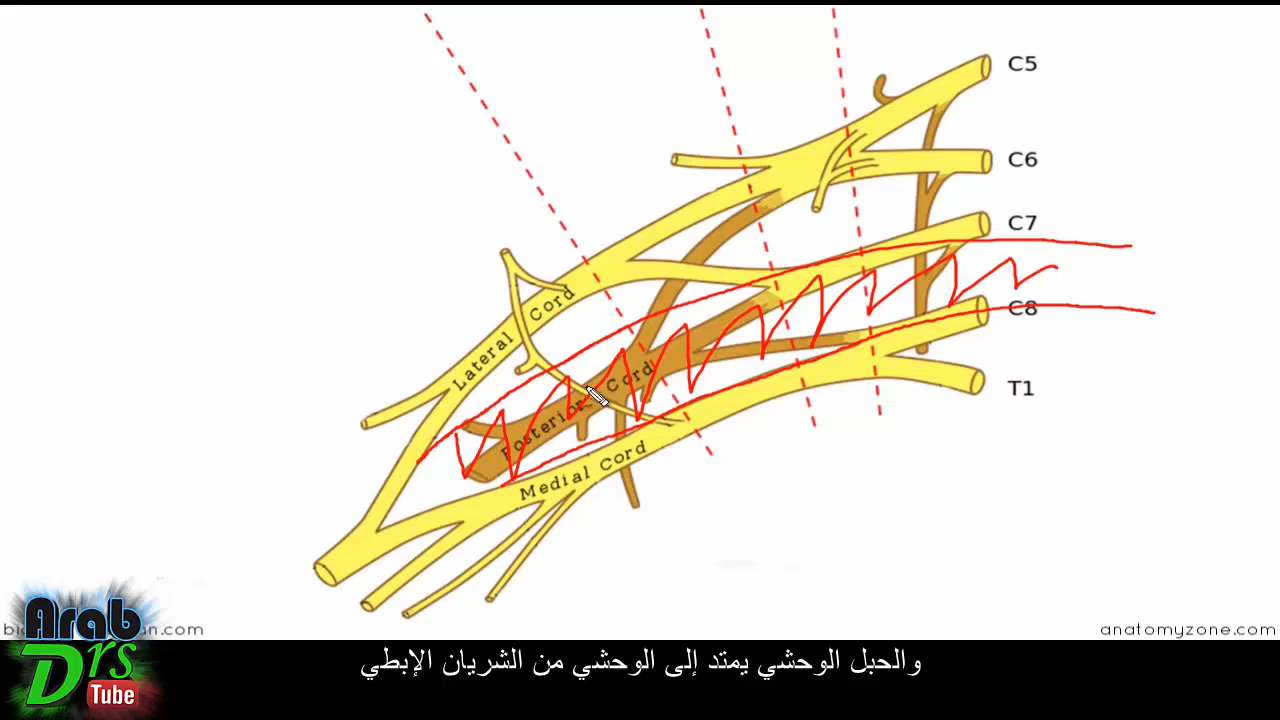 C5
C6
C7
C8
T1
Lateral Cord
Posterior Cord
Medial Cord
anatomyzone.com
Arab
Drs
Tube
والحبل الوحشي يمتد إلى الوحشي من الشريان الإبطي